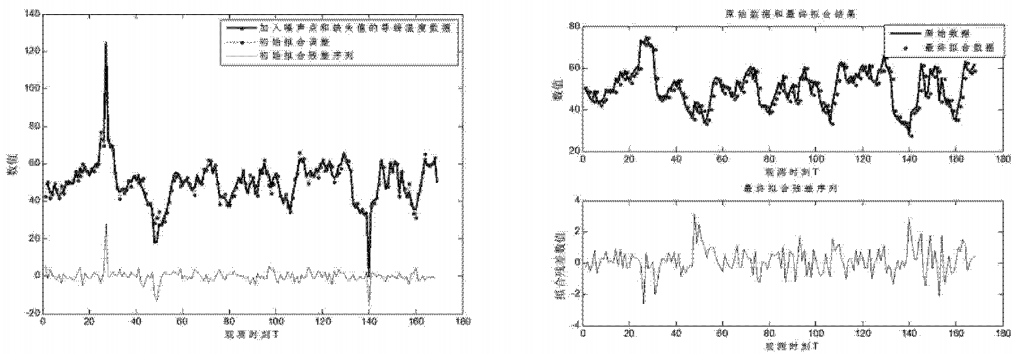 加入噪声点和缺失值的导线温度数据
初始拟合误差
初始拟合残差序列
数值
140
120
100
80
60
40
20
0
-20
0 20 40 60 80 100 120 140 160 180
观测时刻T
原始数据和最终拟合结果
原始数据
最终拟合数据
数值
80
60
40
20
0 20 40 60 80 100 120 140 160 180
观测时刻T
最终拟合残差序列
拟合残差数值
4
2
0
-2
-4
0 20 40 60 80 100 120 140 160 180
观测时刻T